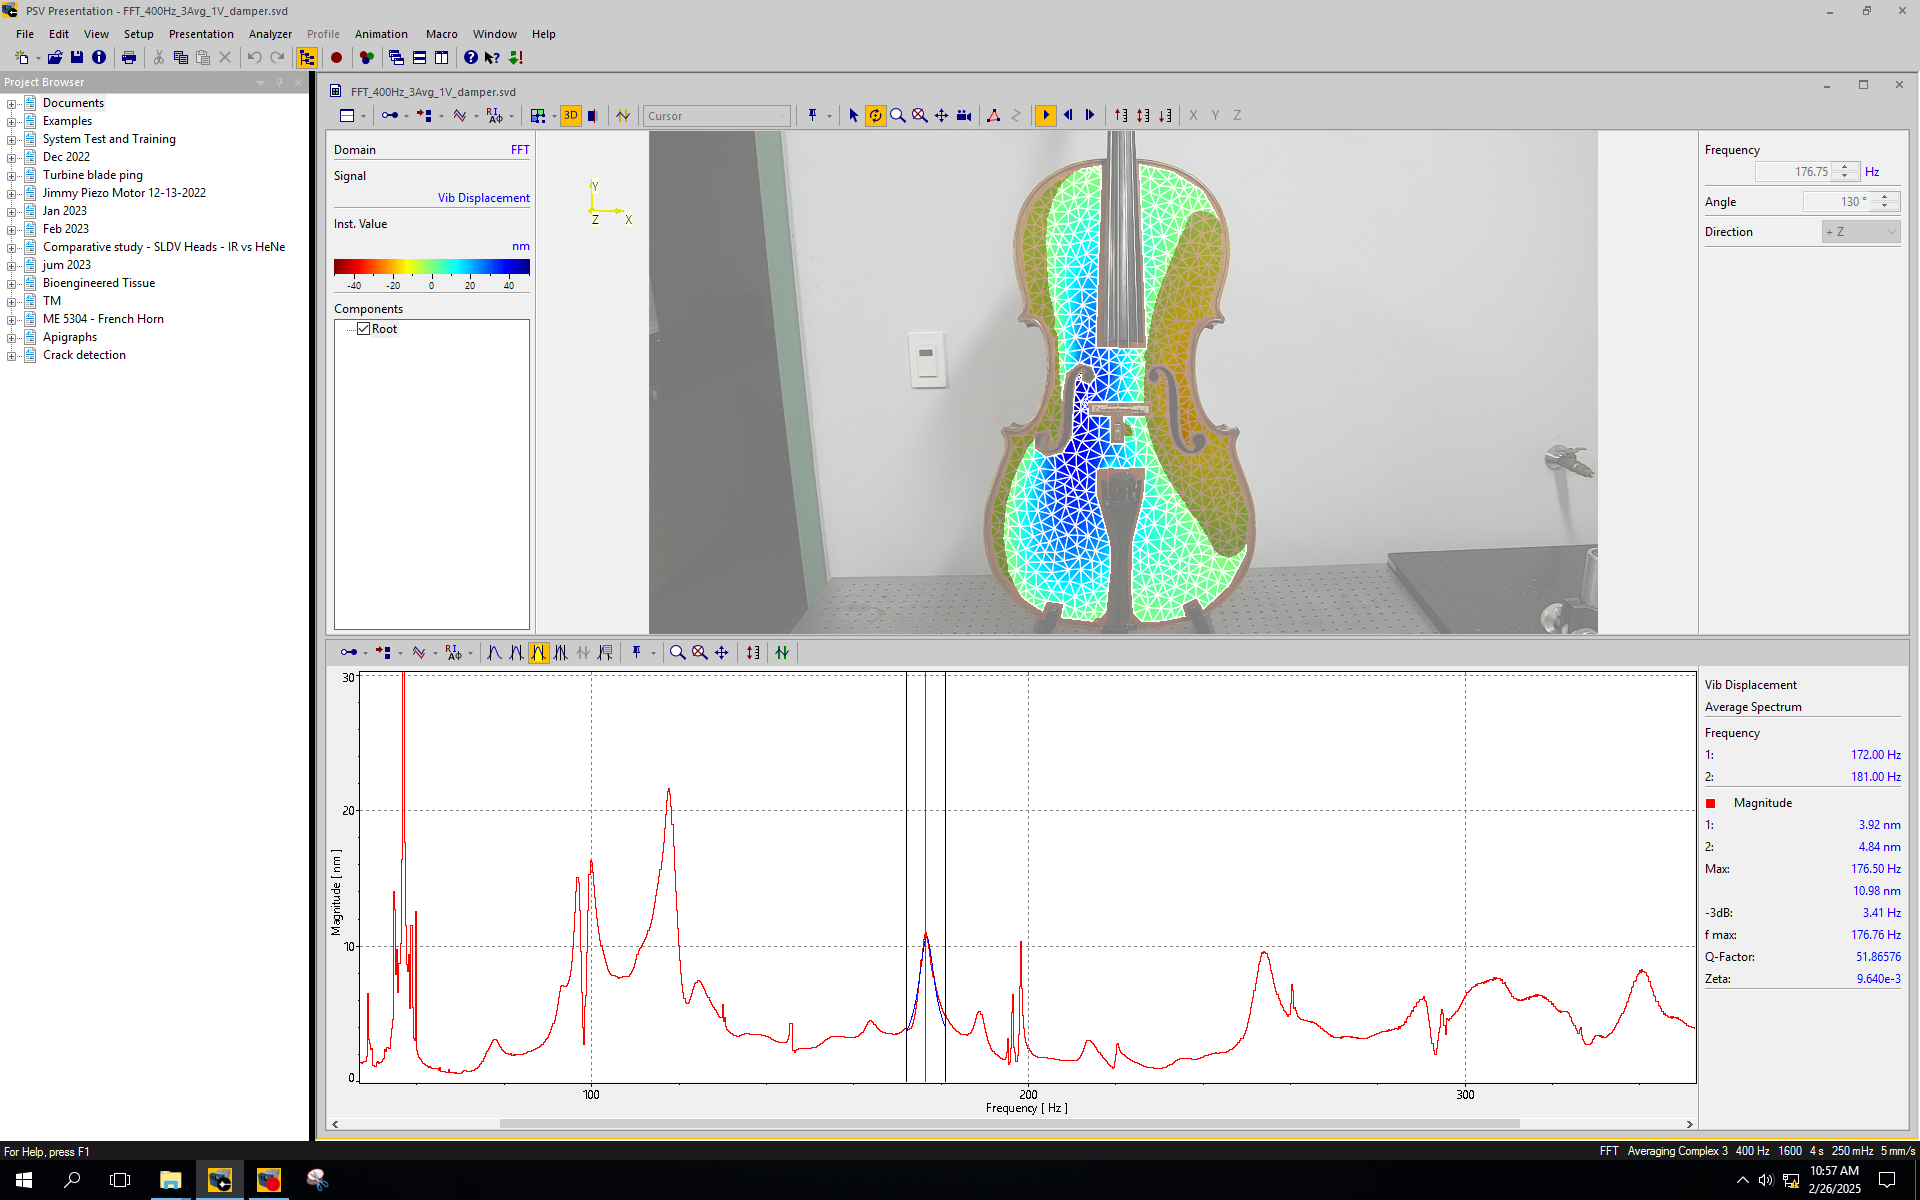 PSV Presentation - FFT_400Hz_3Avg_1V_damper.svd
File Edit View Setup Presentation Analyzer Profile Animation Macro Window Help
Project Browser
Documents
Examples
System Test and Training
Dec 2022
Turbine blade ping
Jimmy Piezo Motor 12-13-2022
Jan 2023
Feb 2023
Comparative study - SLDV Heads - IR vs HeNe
jum 2023
Bioengineered Tissue
TM
ME 5304 - French Horn
Apigraphs
Crack detection
FFT_400Hz_3Avg_1V_damper.svd
3D Cursor X Y Z
Domain FFT
Signal
Vib Displacement
Inst. Value
nm
-40 -20 0 20 40
Components
Root
Y
Z X
Frequency
176.75 Hz
Angle 130 °
Direction + Z
30
20
10
0
Magnitude [ nm ]
100 200 300
Frequency [ Hz ]
Vib Displacement
Average Spectrum
Frequency
1: 172.00 Hz
2: 181.00 Hz
Magnitude
1: 3.92 nm
2: 4.84 nm
Max: 176.50 Hz
10.98 nm
-3dB: 3.41 Hz
f max: 176.76 Hz
Q-Factor: 51.86576
Zeta: 9.640e-3
For Help, press F1
FFT Averaging Complex 3 400 Hz 1600 4 s 250 mHz 5 mm/s
10:57 AM
2/26/2025